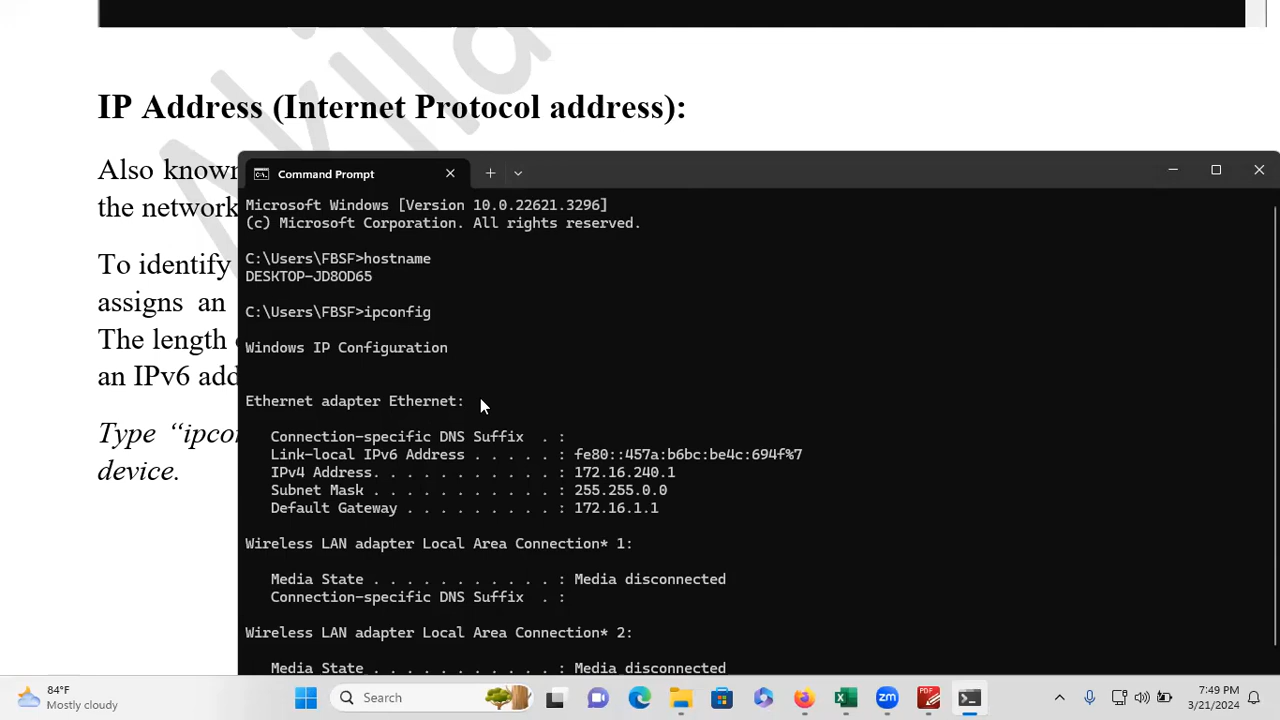 IP Address (Internet Protocol address):
Also known
the network
To identify
assigns an
The length
an IPv6 add
Type “ipcon
device.
Akilla
Command Prompt
Microsoft Windows [Version 10.0.22621.3296]
(c) Microsoft Corporation. All rights reserved.
C:\Users\FBSF>hostname
DESKTOP-JD8OD65
C:\Users\FBSF>ipconfig
Windows IP Configuration
Ethernet adapter Ethernet:
Connection-specific DNS Suffix . :
Link-local IPv6 Address . . . . . : fe80::457a:b6bc:be4c:694f%7
IPv4 Address. . . . . . . . . . . : 172.16.240.1
Subnet Mask . . . . . . . . . . . : 255.255.0.0
Default Gateway . . . . . . . . . : 172.16.1.1
Wireless LAN adapter Local Area Connection* 1:
Media State . . . . . . . . . . . : Media disconnected
Connection-specific DNS Suffix . :
Wireless LAN adapter Local Area Connection* 2:
Media State . . . . . . . . . . . : Media disconnected
84°F
Mostly cloudy
Search
PDF
zm
7:49 PM
3/21/2024